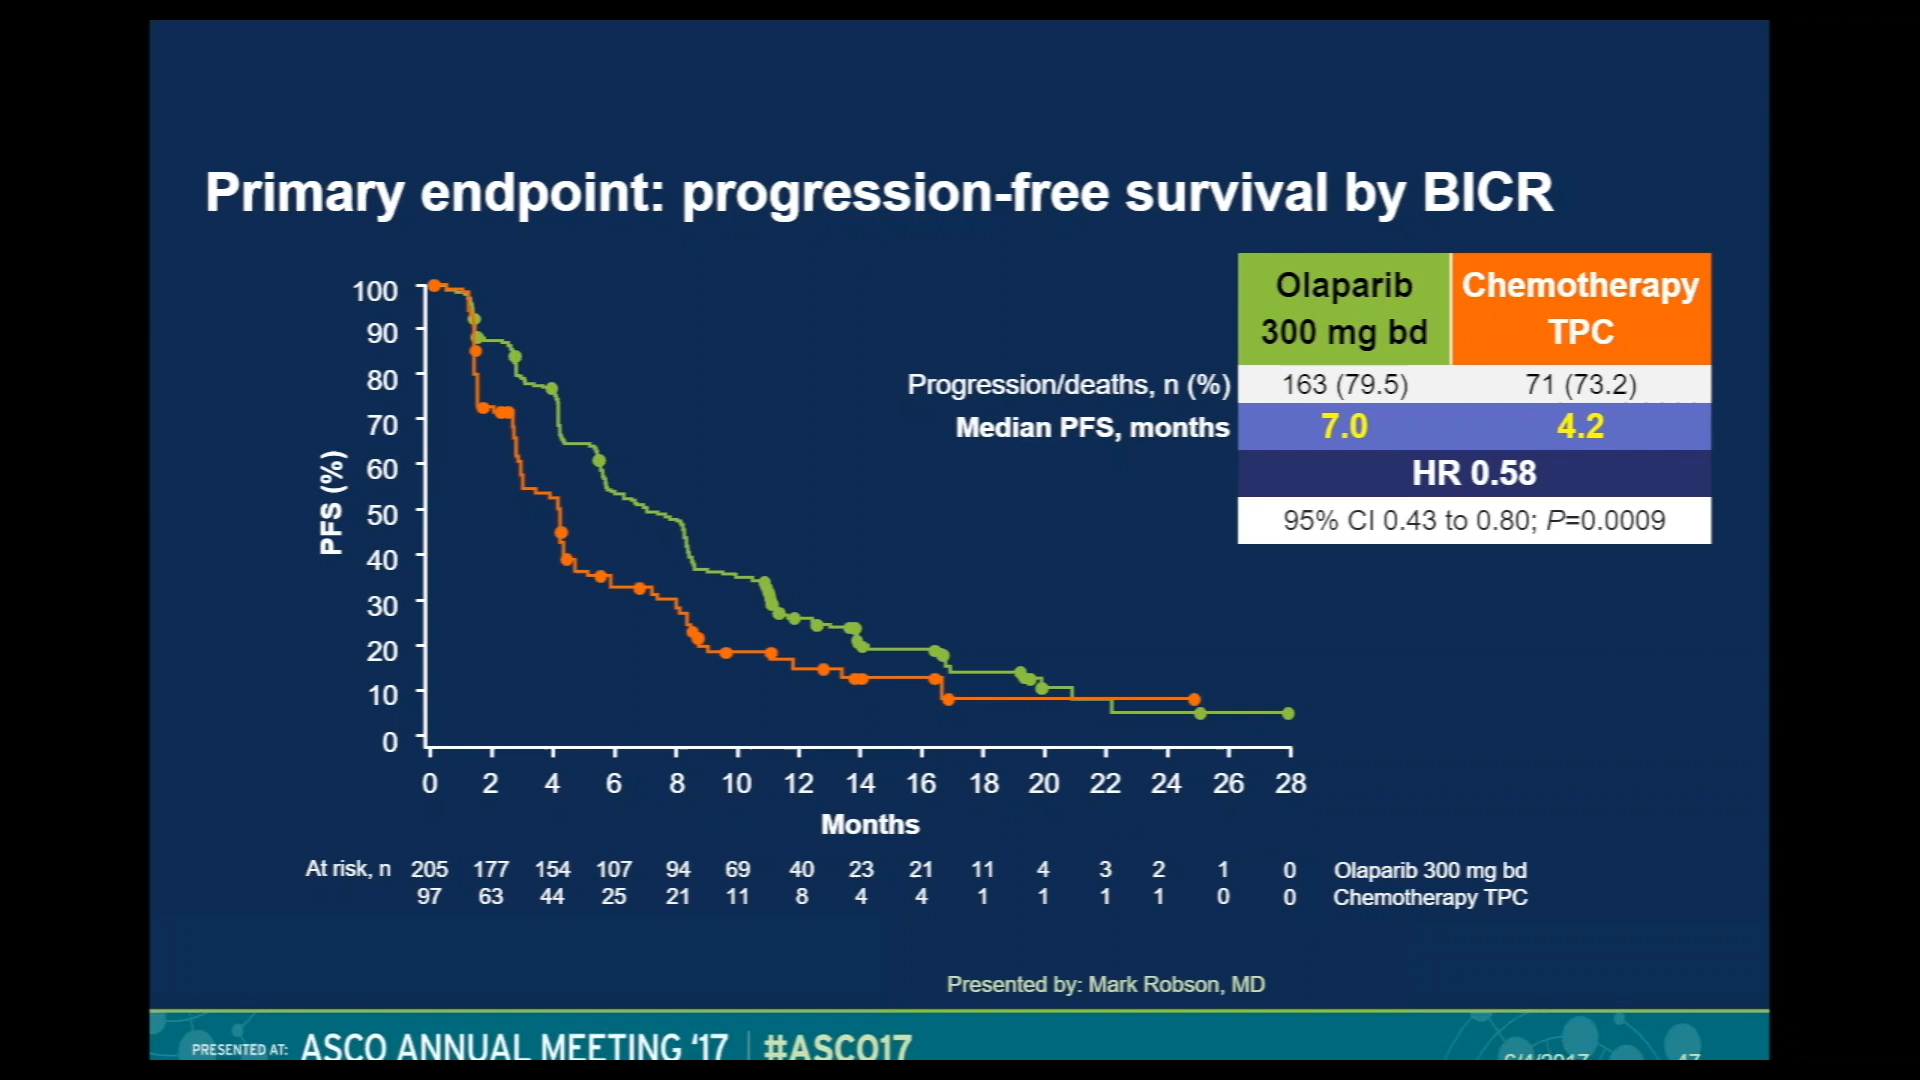 Primary endpoint: progression-free survival by BICR
Olaparib 300 mg bd
Chemotherapy TPC
Progression/deaths, n (%) 163 (79.5) 71 (73.2)
Median PFS, months 7.0 4.2
HR 0.58
95% CI 0.43 to 0.80; P=0.0009
PFS (%)
100
90
80
70
60
50
40
30
20
10
0
0 2 4 6 8 10 12 14 16 18 20 22 24 26 28
Months
At risk, n 205 177 154 107 94 69 40 23 21 11 4 3 2 1 0 Olaparib 300 mg bd
97 63 44 25 21 11 8 4 4 1 1 1 1 0 0 Chemotherapy TPC
Presented by: Mark Robson, MD
PRESENTED AT: ASCO ANNUAL MEETING '17 | #ASCO17
6/4/2017 47